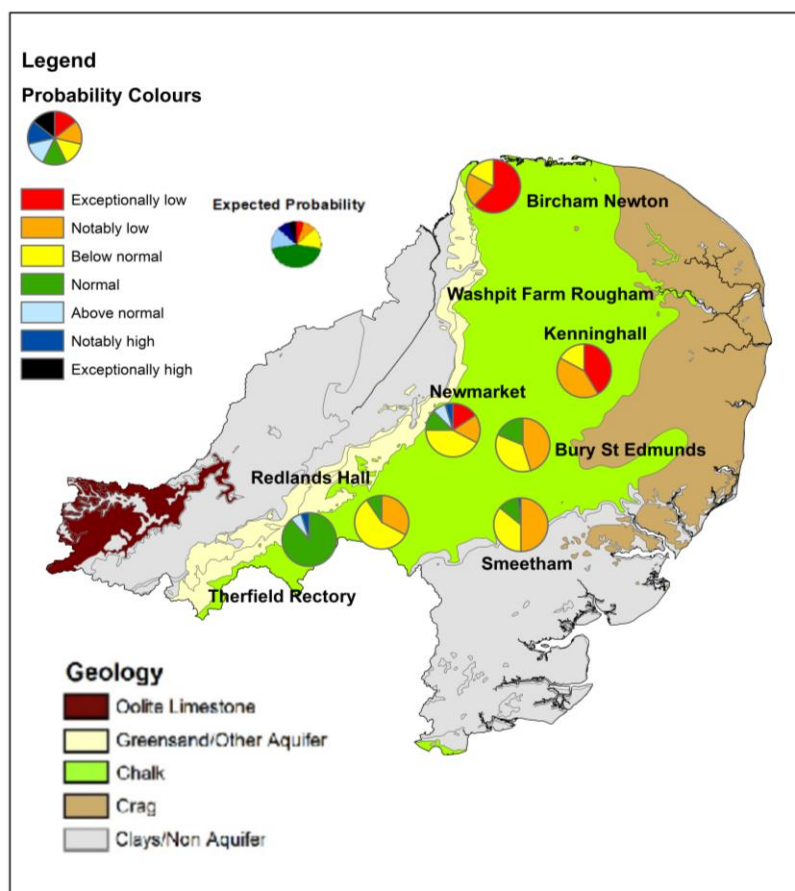 Legend
Probability Colours
Exceptionally low
Notably low
Below normal
Normal
Above normal
Notably high
Exceptionally high
Expected Probability
Bircham Newton
Washpit Farm Rougham
Kenninghall
Newmarket
Bury St Edmunds
Redlands Hall
Smeetham
Therfield Rectory
Geology
Oolite Limestone
Greensand/Other Aquifer
Chalk
Crag
Clays/Non Aquifer